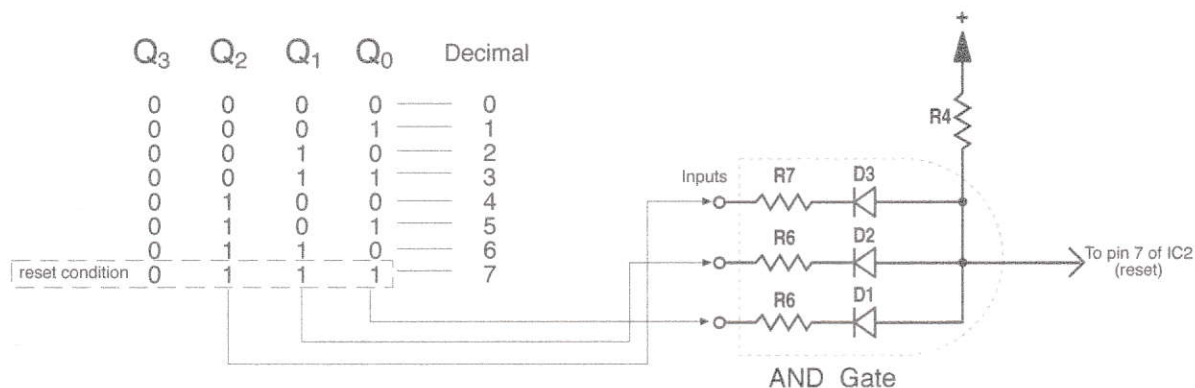 Q3 Q2 Q1 Q0 Decimal
0 0 0 0 0
0 0 0 1 1
0 0 1 0 2
0 0 1 1 3
0 1 0 0 4
0 1 0 1 5
0 1 1 0 6
reset condition 0 1 1 1 7
+
R4
Inputs
R7 D3
R6 D2
R6 D1
To pin 7 of IC2
(reset)
AND Gate